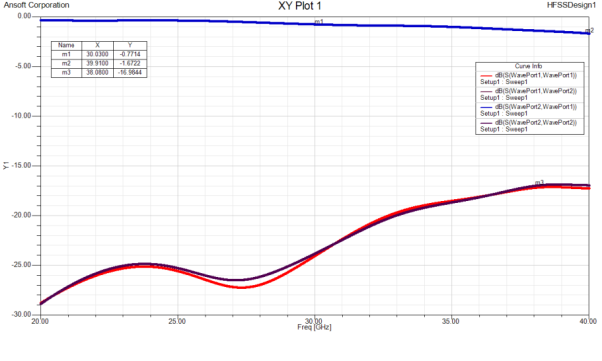 Ansoft Corporation XY Plot 1 HFSSDesign1
0.00
-5.00
-10.00
-15.00
-20.00
-25.00
-30.00
Y1
m1
m2
m3
Name X Y
m1 30.0300 -0.7714
m2 39.9100 -1.6722
m3 38.0800 -16.9844
Curve Info
dB(S(WavePort1,WavePort1))
Setup1 : Sweep1
dB(S(WavePort1,WavePort2))
Setup1 : Sweep1
dB(S(WavePort2,WavePort1))
Setup1 : Sweep1
dB(S(WavePort2,WavePort2))
Setup1 : Sweep1
20.00 25.00 30.00 35.00 40.00
Freq [GHz]